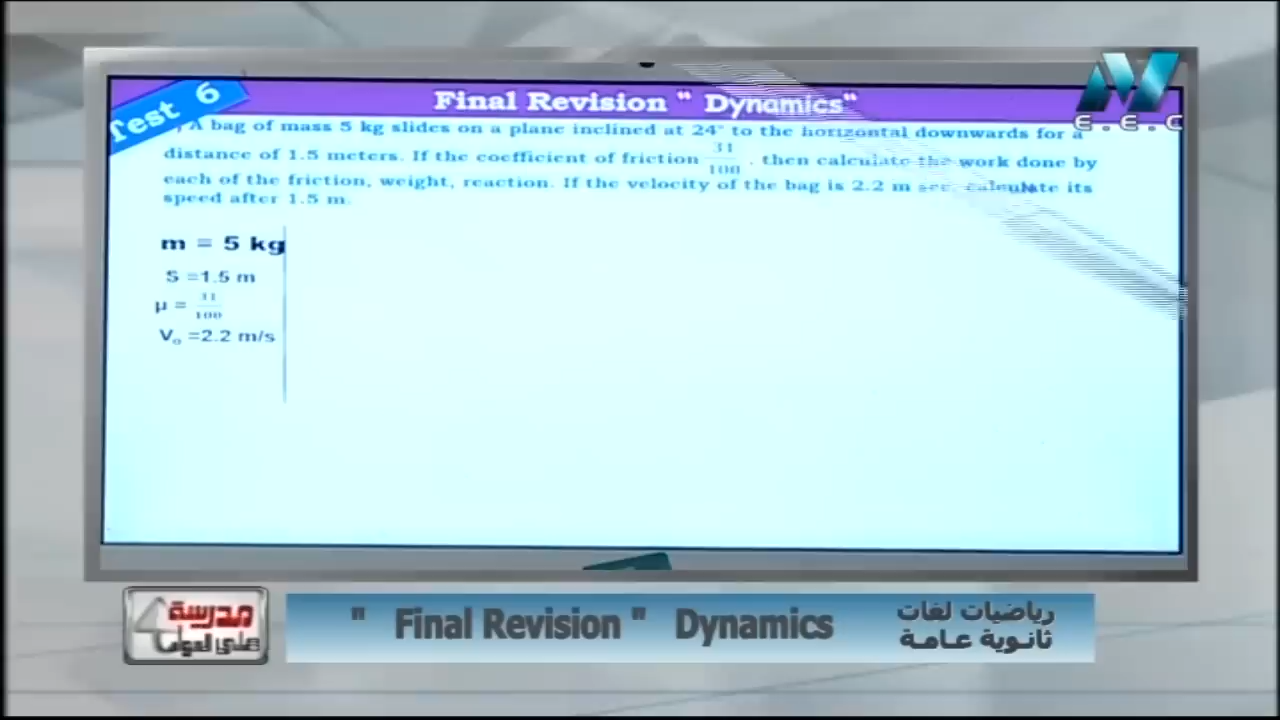 Test 6
Final Revision " Dynamics"
E.E.C
A bag of mass 5 kg slides on a plane inclined at 24° to the horizontal downwards for a
distance of 1.5 meters. If the coefficient of friction 31/100 . then calculate the work done by
each of the friction, weight, reaction. If the velocity of the bag is 2.2 m sec, calculate its
speed after 1.5 m.
m = 5 kg
S =1.5 m
μ = 31/100
V₀ =2.2 m/s
" Final Revision " Dynamics
رياضيات لغات
ثانوية عامة
مدرسة
على الهواء
4